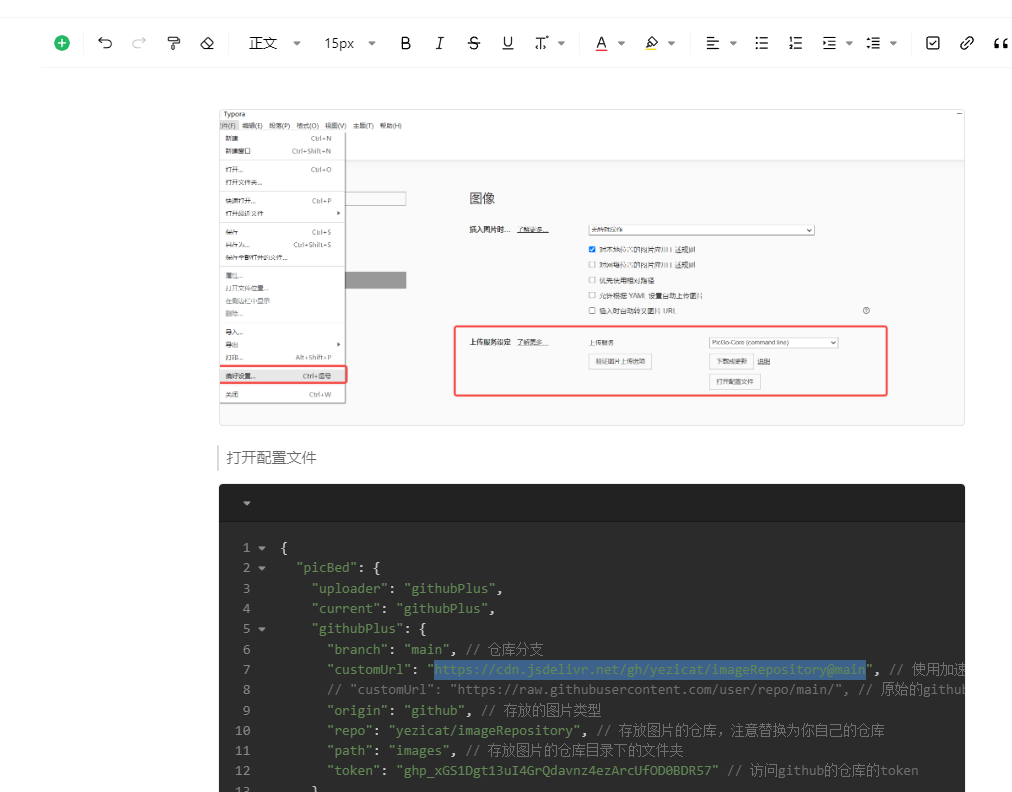 正文
15px
Typora
件(F) 编辑(E) 段落(P) 格式(O) 视图(V) 主题(T) 帮助(H)
新建 Ctrl+N
新建窗口 Ctrl+Shift+N
打开... Ctrl+O
打开文件夹...
快速打开... Ctrl+P
打开最近文件
保存 Ctrl+S
另存为... Ctrl+Shift+S
保存全部打开的文件...
属性...
打开文件位置...
在侧边栏中显示
删除...
导入...
导出
打印... Alt+Shift+P
偏好设置... Ctrl+逗号
关闭 Ctrl+W
图像
插入图片时... 了解更多...
无特殊操作
对本地位置的图片应用上述规则
对网络位置的图片应用上述规则
优先使用相对路径
允许根据 YAML 设置自动上传图片
插入时自动转义图片 URL
上传服务设定 了解更多...
上传服务 PicGo-Core (command line)
验证图片上传选项 下载或更新 说明
打开配置文件
打开配置文件
1 {
2 "picBed": {
3 "uploader": "githubPlus",
4 "current": "githubPlus",
5 "githubPlus": {
6 "branch": "main", // 仓库分支
7 "customUrl": "https://cdn.jsdelivr.net/gh/yezicat/imageRepository@main", // 使用加速
8 // "customUrl": "https://raw.githubusercontent.com/user/repo/main/", // 原始的github
9 "origin": "github", // 存放的图片类型
10 "repo": "yezicat/imageRepository", // 存放图片的仓库，注意替换为你自己的仓库
11 "path": "images", // 存放图片的仓库目录下的文件夹
12 "token": "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" // 访问github的仓库的token
13 }